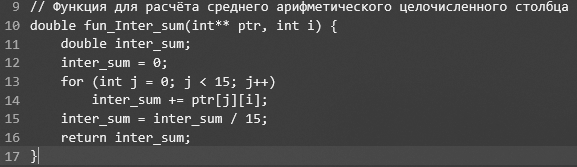 9 // Функция для расчёта среднего арифметического целочисленного столбца
10 double fun_Inter_sum(int** ptr, int i) {
11     double inter_sum;
12     inter_sum = 0;
13     for (int j = 0; j < 15; j++)
14         inter_sum += ptr[j][i];
15     inter_sum = inter_sum / 15;
16     return inter_sum;
17 }